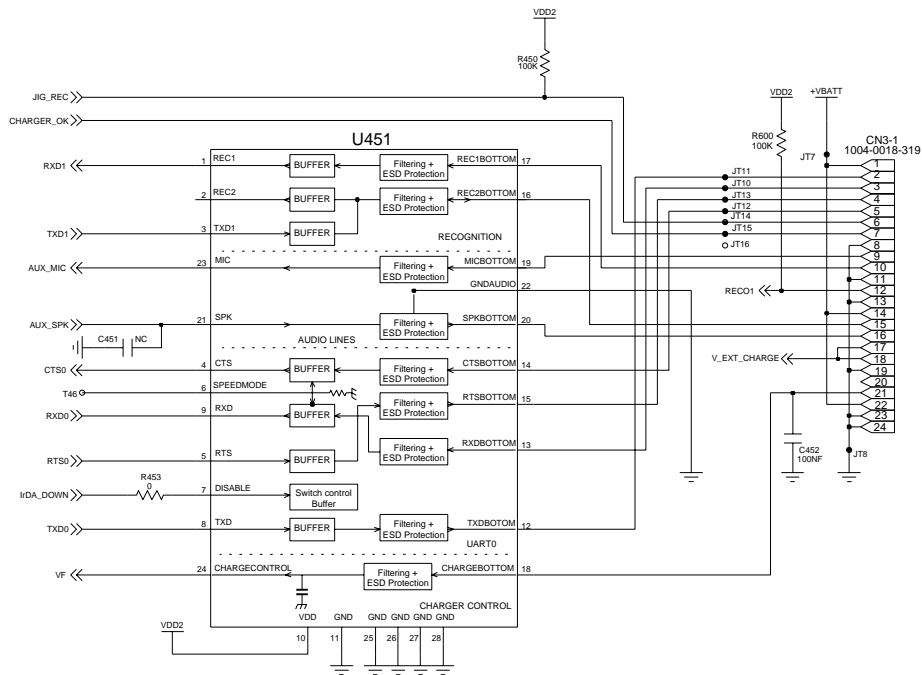 VDD2
R450
100K
JIG_REC
CHARGER_OK
VDD2
+VBATT
R600
100K
CN3-1
1004-0018-319
JT7
U451
RXD1
1
REC1
BUFFER
Filtering +
ESD Protection
REC1BOTTOM
17
2
REC2
BUFFER
Filtering +
ESD Protection
REC2BOTTOM
16
TXD1
3
TXD1
BUFFER
RECOGNITION
AUX_MIC
23
MIC
Filtering +
ESD Protection
MICBOTTOM
19
GNDAUDIO
22
AUX_SPK
21
SPK
Filtering +
ESD Protection
SPKBOTTOM
20
C451
NC
AUDIO LINES
CTS0
4
CTS
BUFFER
Filtering +
ESD Protection
CTSBOTTOM
14
T46
6
SPEEDMODE
RXD0
9
RXD
BUFFER
Filtering +
ESD Protection
RTSBOTTOM
15
Filtering +
ESD Protection
RXDBOTTOM
13
RTS0
5
RTS
BUFFER
IrDA_DOWN
R453
0
7
DISABLE
Switch control
Buffer
TXD0
8
TXD
BUFFER
Filtering +
ESD Protection
TXDBOTOM
12
UART0
VF
24
CHARGECONTROL
Filtering +
ESD Protection
CHARGEBOTTOM
18
CHARGER CONTROL
VDD2
VDD
10
GND
11
GND GND GND GND
25 26 27 28
JT11
JT10
JT13
JT12
JT14
JT15
JT16
RECO1
V_EXT_CHARGE
C452
100NF
JT8
1
2
3
4
5
6
7
8
9
10
11
12
13
14
15
16
17
18
19
20
21
22
23
24